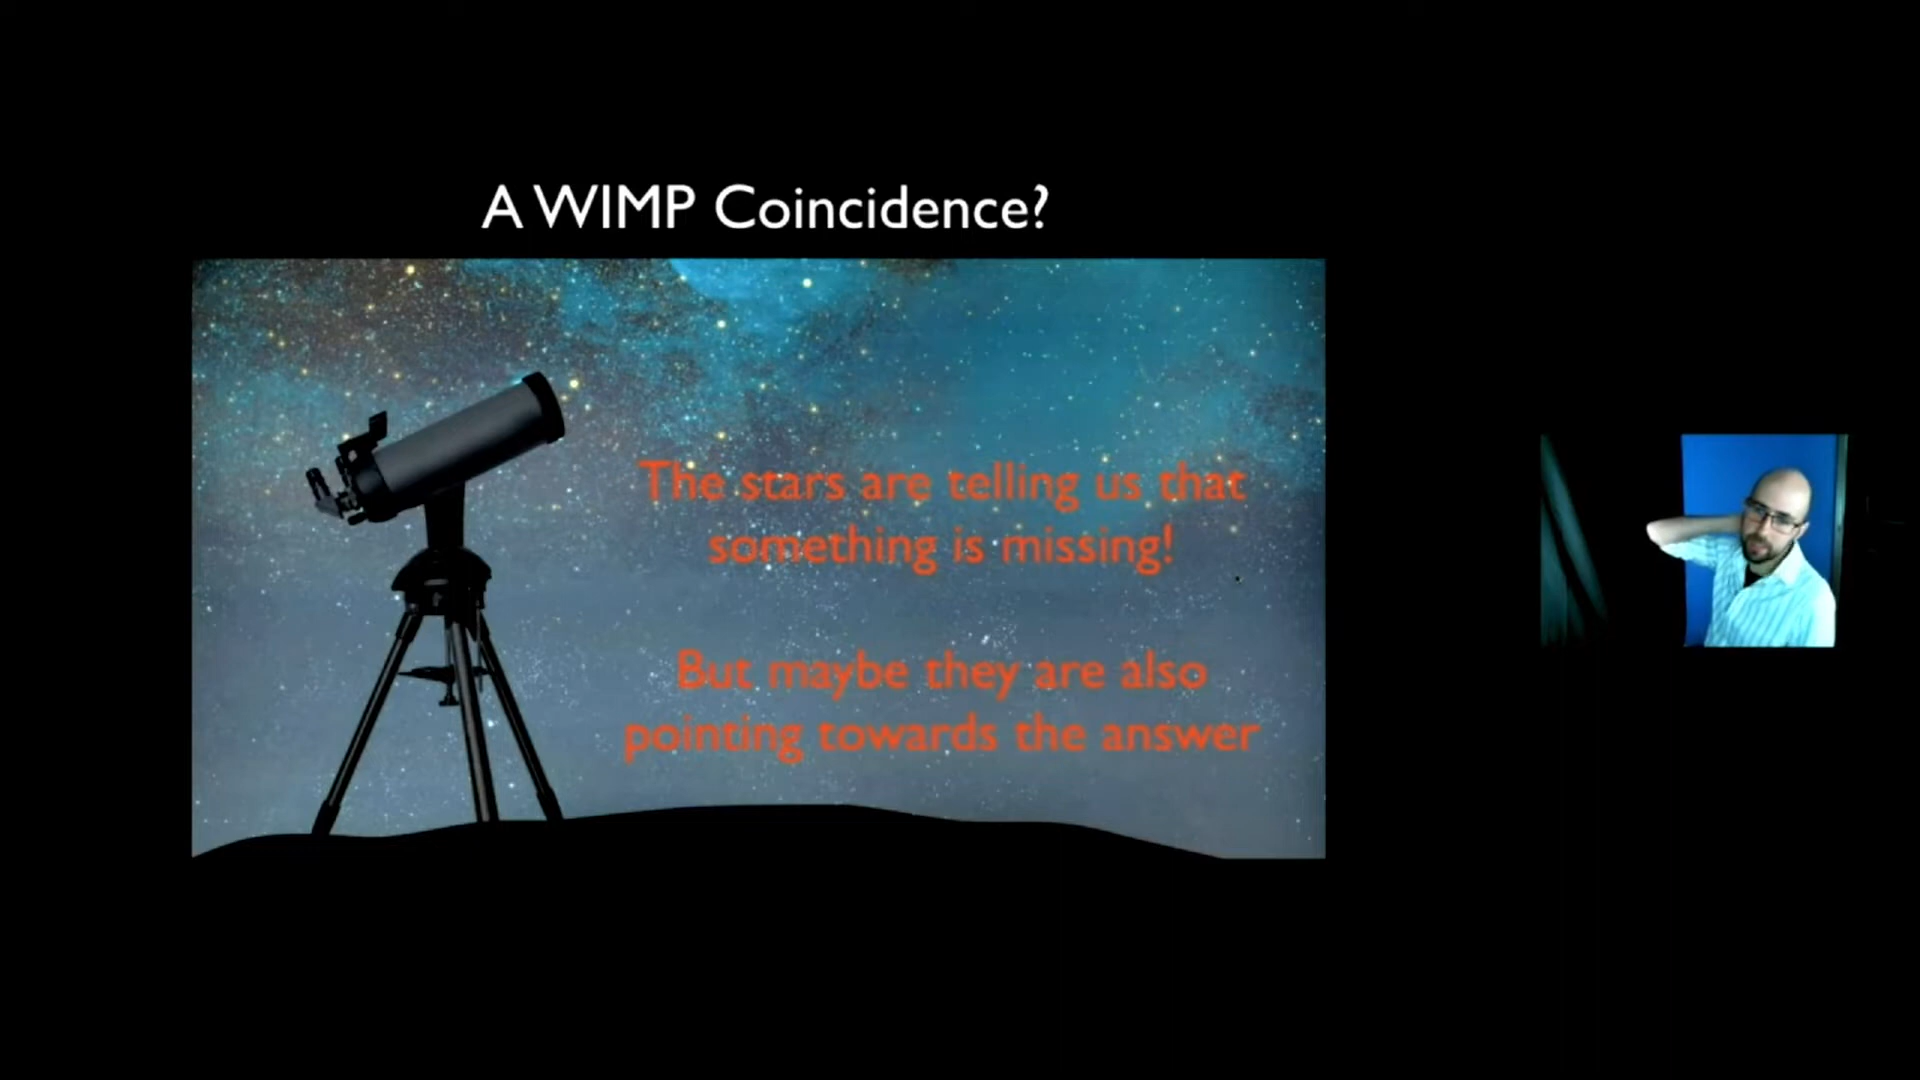 A WIMP Coincidence?
The stars are telling us that
something is missing!
But maybe they are also
pointing towards the answer